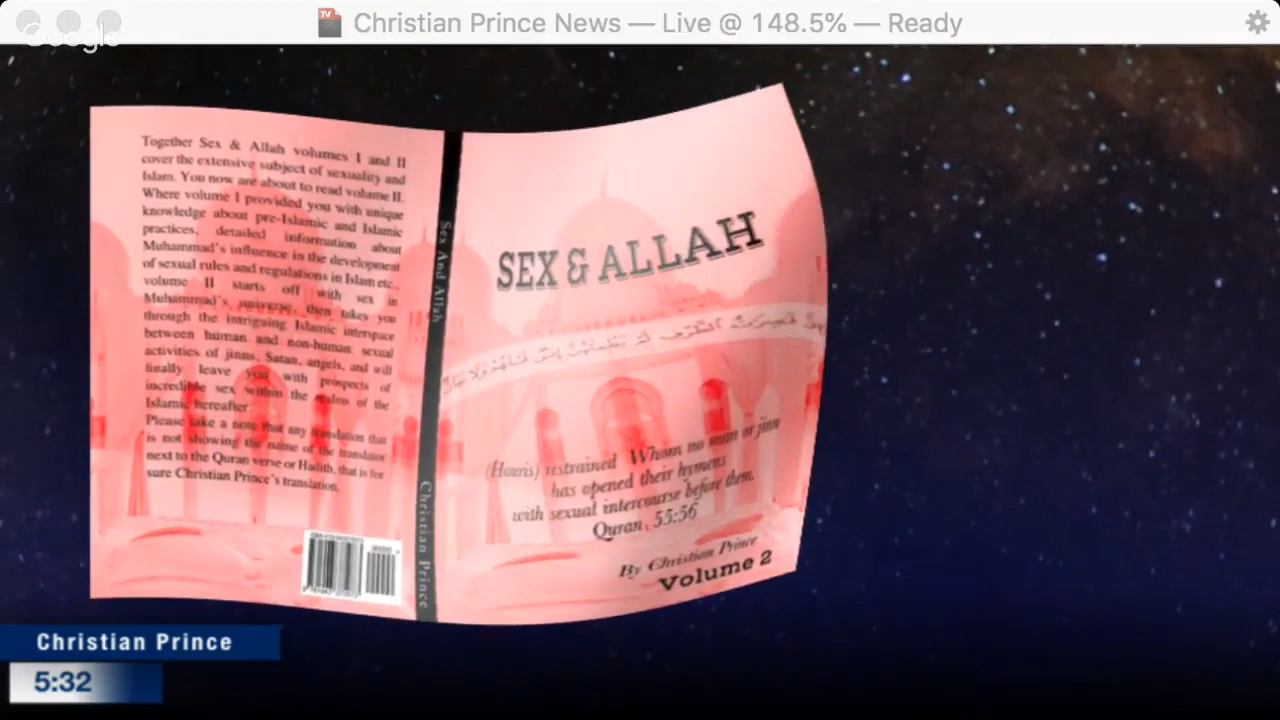 Christian Prince News — Live @ 148.5% — Ready
Google
Together Sex & Allah volumes I and II
cover the extensive subject of sexuality and
Islam. You now are about to read volume II.
Where volume I provided you with unique
knowledge about pre-Islamic and Islamic
practices, detailed information about
Muhammad's influence in the development
of sexual rules and regulations in Islam etc.,
volume II starts off with sex in
Muhammad's universe, then takes you
through the intriguing Islamic interspace
between human and non-human sexual
activities of jinns, Satan, angels, and will
finally leave you with prospects of
incredible sex within the realms of the
Islamic hereafter.
Please take a note that any translation that
is not showing the name of the translator
next to the Quran verse or Hadith, that is for
sure Christian Prince's translation.
Sex And Allah
Christian Prince
SEX & ALLAH
قَصِرَتُ الطَّرْفِ لَمْ يَطْمِثْهُنَّ إِنسٌ قَبْلَهُمْ وَلَا جَانٌّ
(Houris) restrained Whom no man or jinn
has opened their hymens
with sexual intercourse before them.
Quran, 55:56
By Christian Prince
Volume 2
Christian Prince
5:32